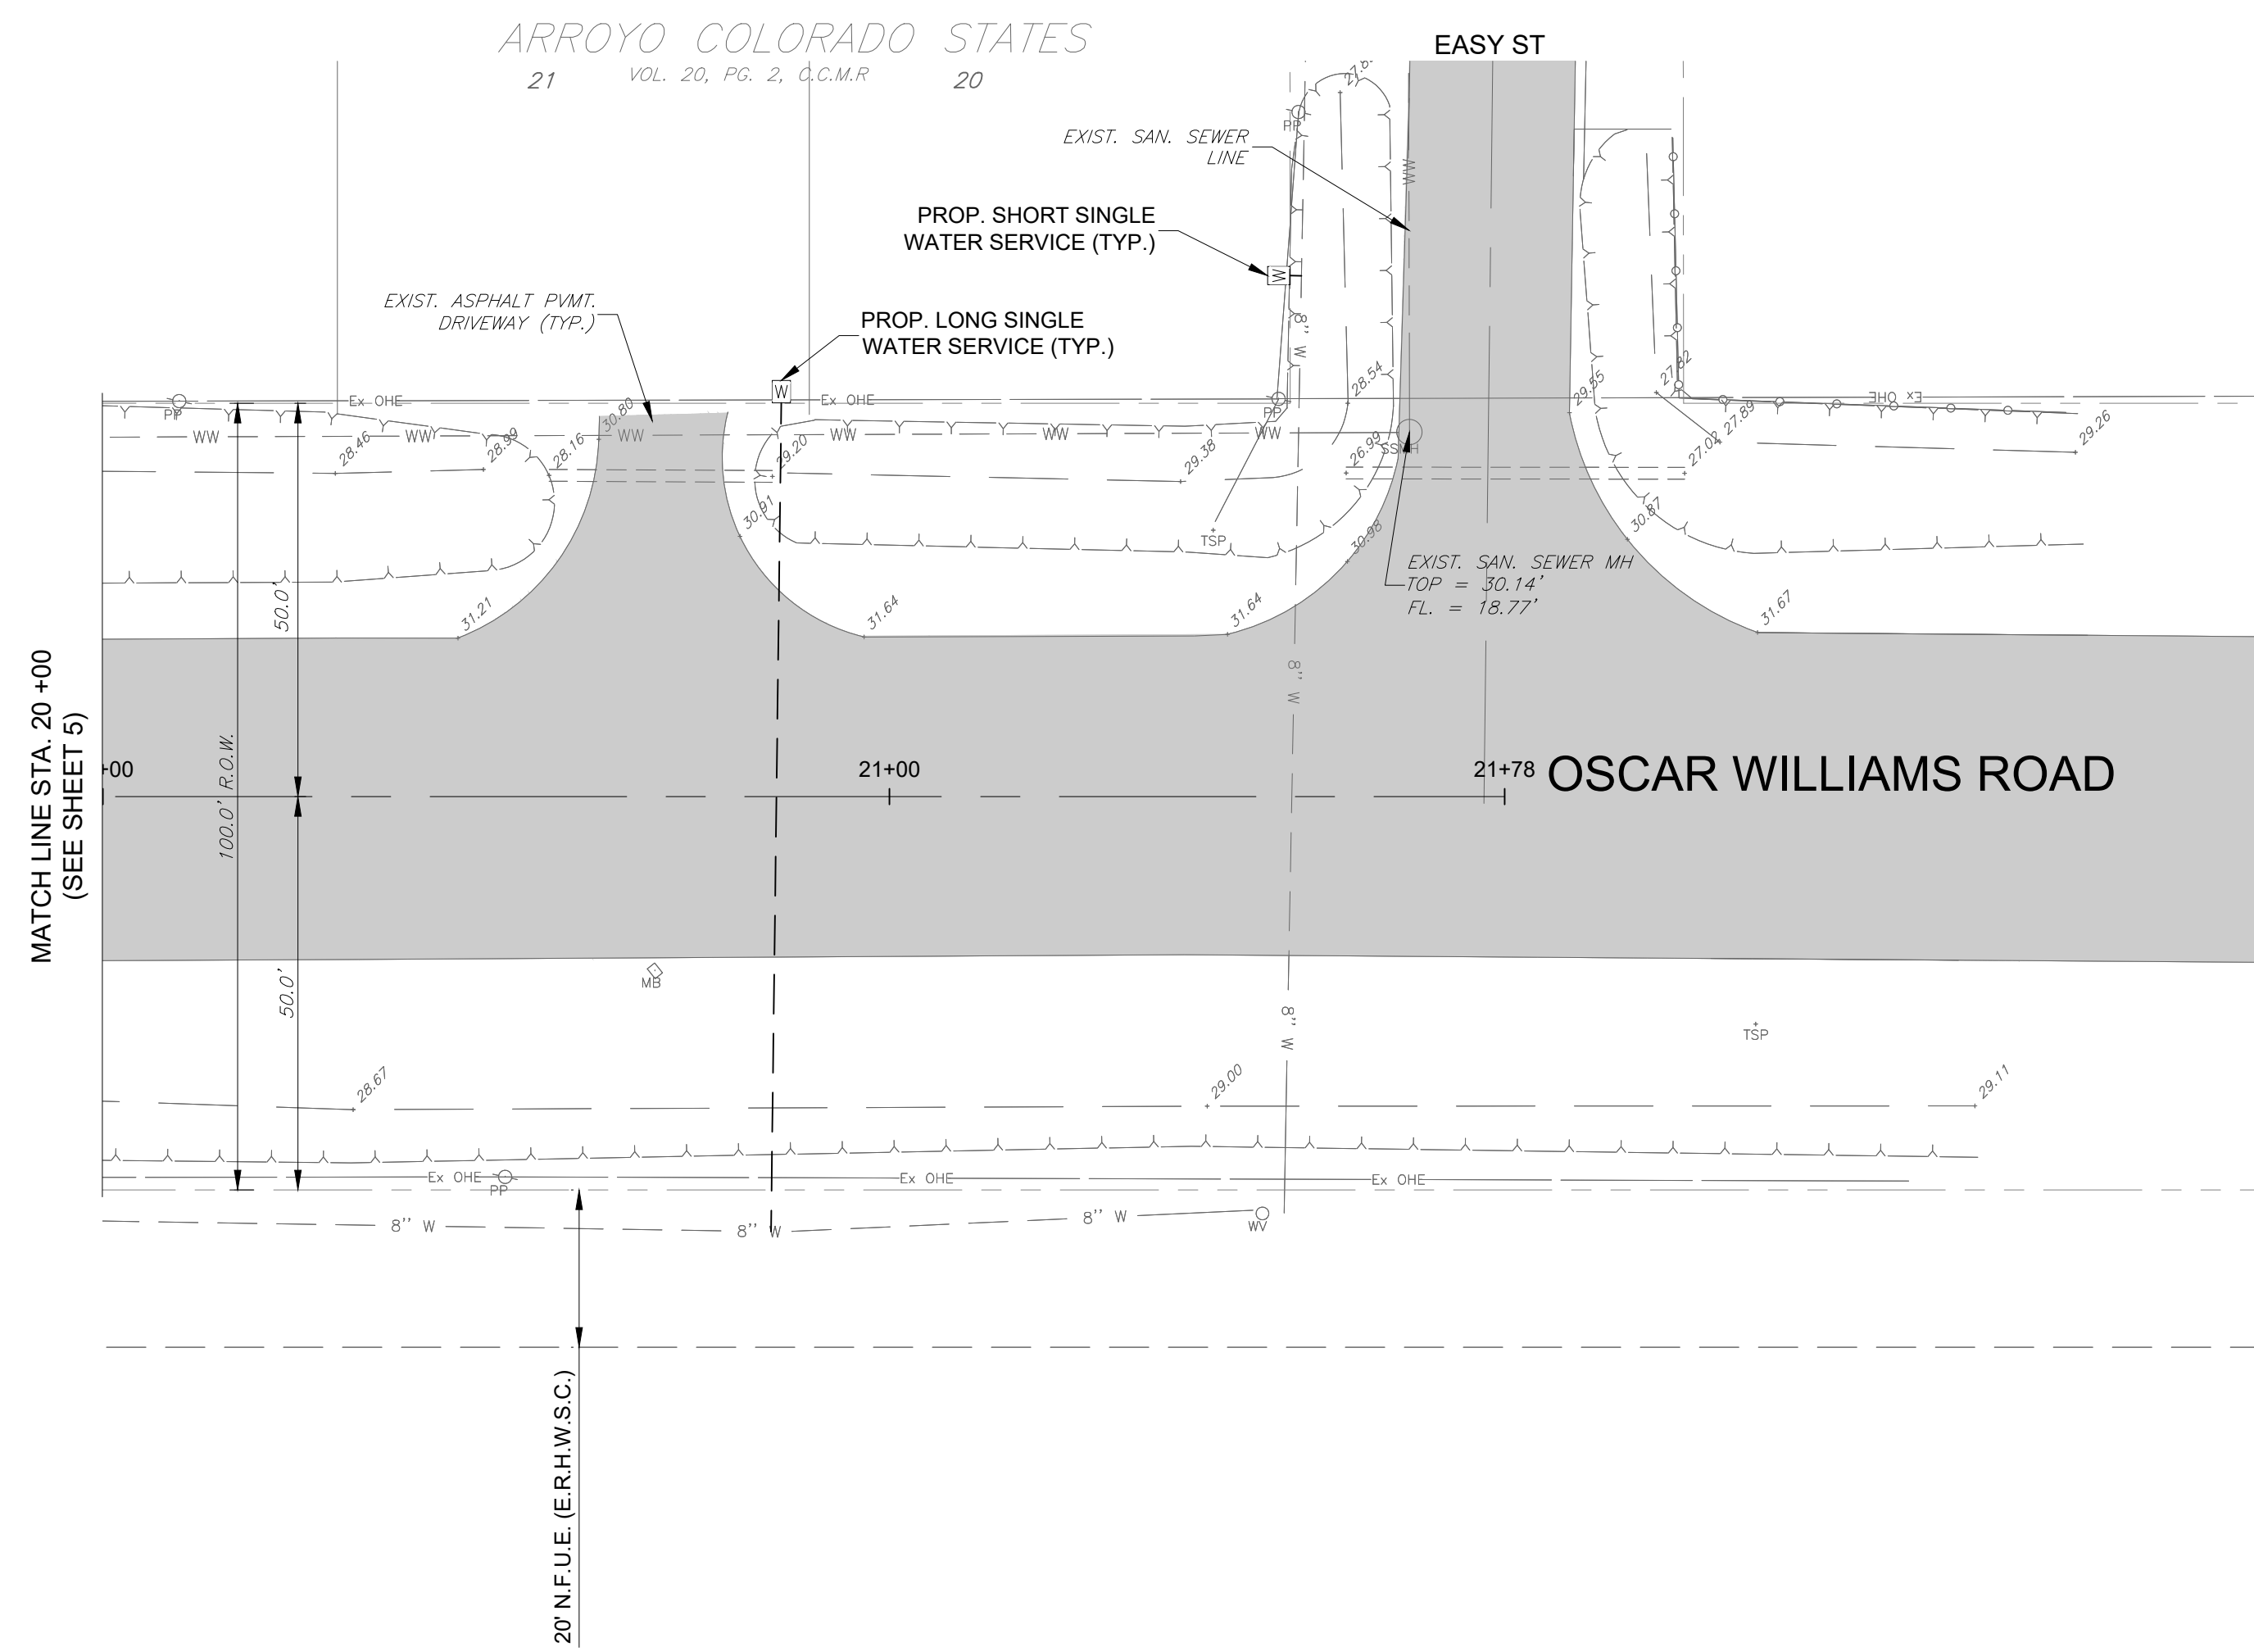 ARROYO COLORADO STATES
VOL. 20, PG. 2, C.C.M.R
21
20
EASY ST
EXIST. SAN. SEWER
LINE
PROP. SHORT SINGLE
WATER SERVICE (TYP.)
EXIST. ASPHALT PVMT.
DRIVEWAY (TYP.)
PROP. LONG SINGLE
WATER SERVICE (TYP.)
PP
WW
W
8" W
W
PP
Ex OHE
Ex OHE
PP
Ex OHE
WW
WW
WW
WW
WW
WW
SSMH
28.46
28.99
28.16
30.80
29.20
29.38
26.99
28.54
29.55
27.82
27.02
27.89
29.26
30.91
TSP
30.98
30.87
EXIST. SAN. SEWER MH
TOP = 30.14'
FL. = 18.77'
31.21
31.64
31.64
31.67
50.0'
8" W
MATCH LINE STA. 20 +00
(SEE SHEET 5)
100.0' R.O.W.
+00
21+00
21+78
OSCAR WILLIAMS ROAD
50.0'
MB
8" W
TSP
28.67
29.00
29.11
Ex OHE
PP
Ex OHE
Ex OHE
8'' W
8'' W
8'' W
WV
20' N.F.U.E. (E.R.H.W.S.C.)